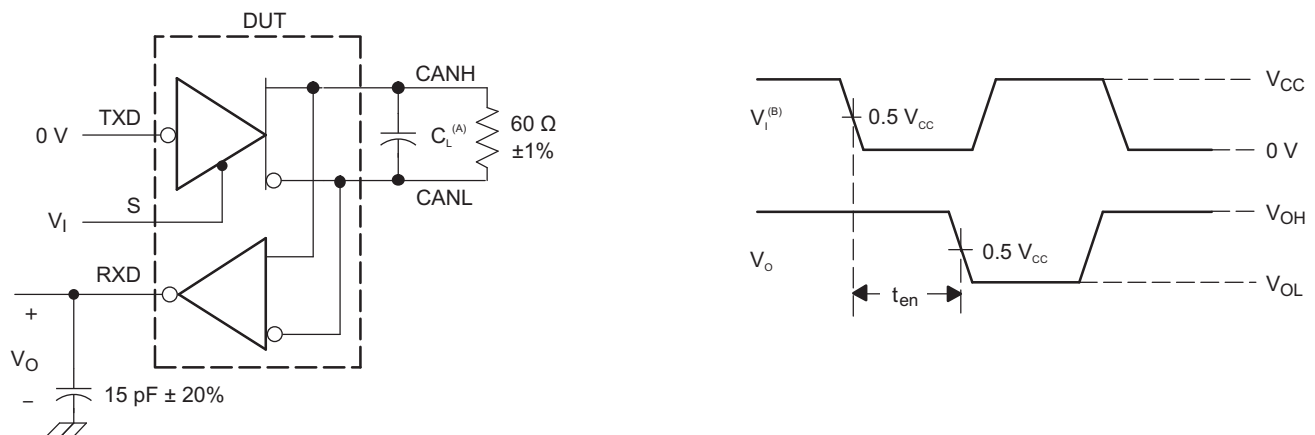 DUT
CANH
TXD
0 V
C_L^(A)
60 Ω
±1%
S
V_I
CANL
RXD
+
V_O
−
15 pF ± 20%
V_I^(B)
0.5 V_CC
V_CC
0 V
V_OH
V_O
0.5 V_CC
t_en
V_OL